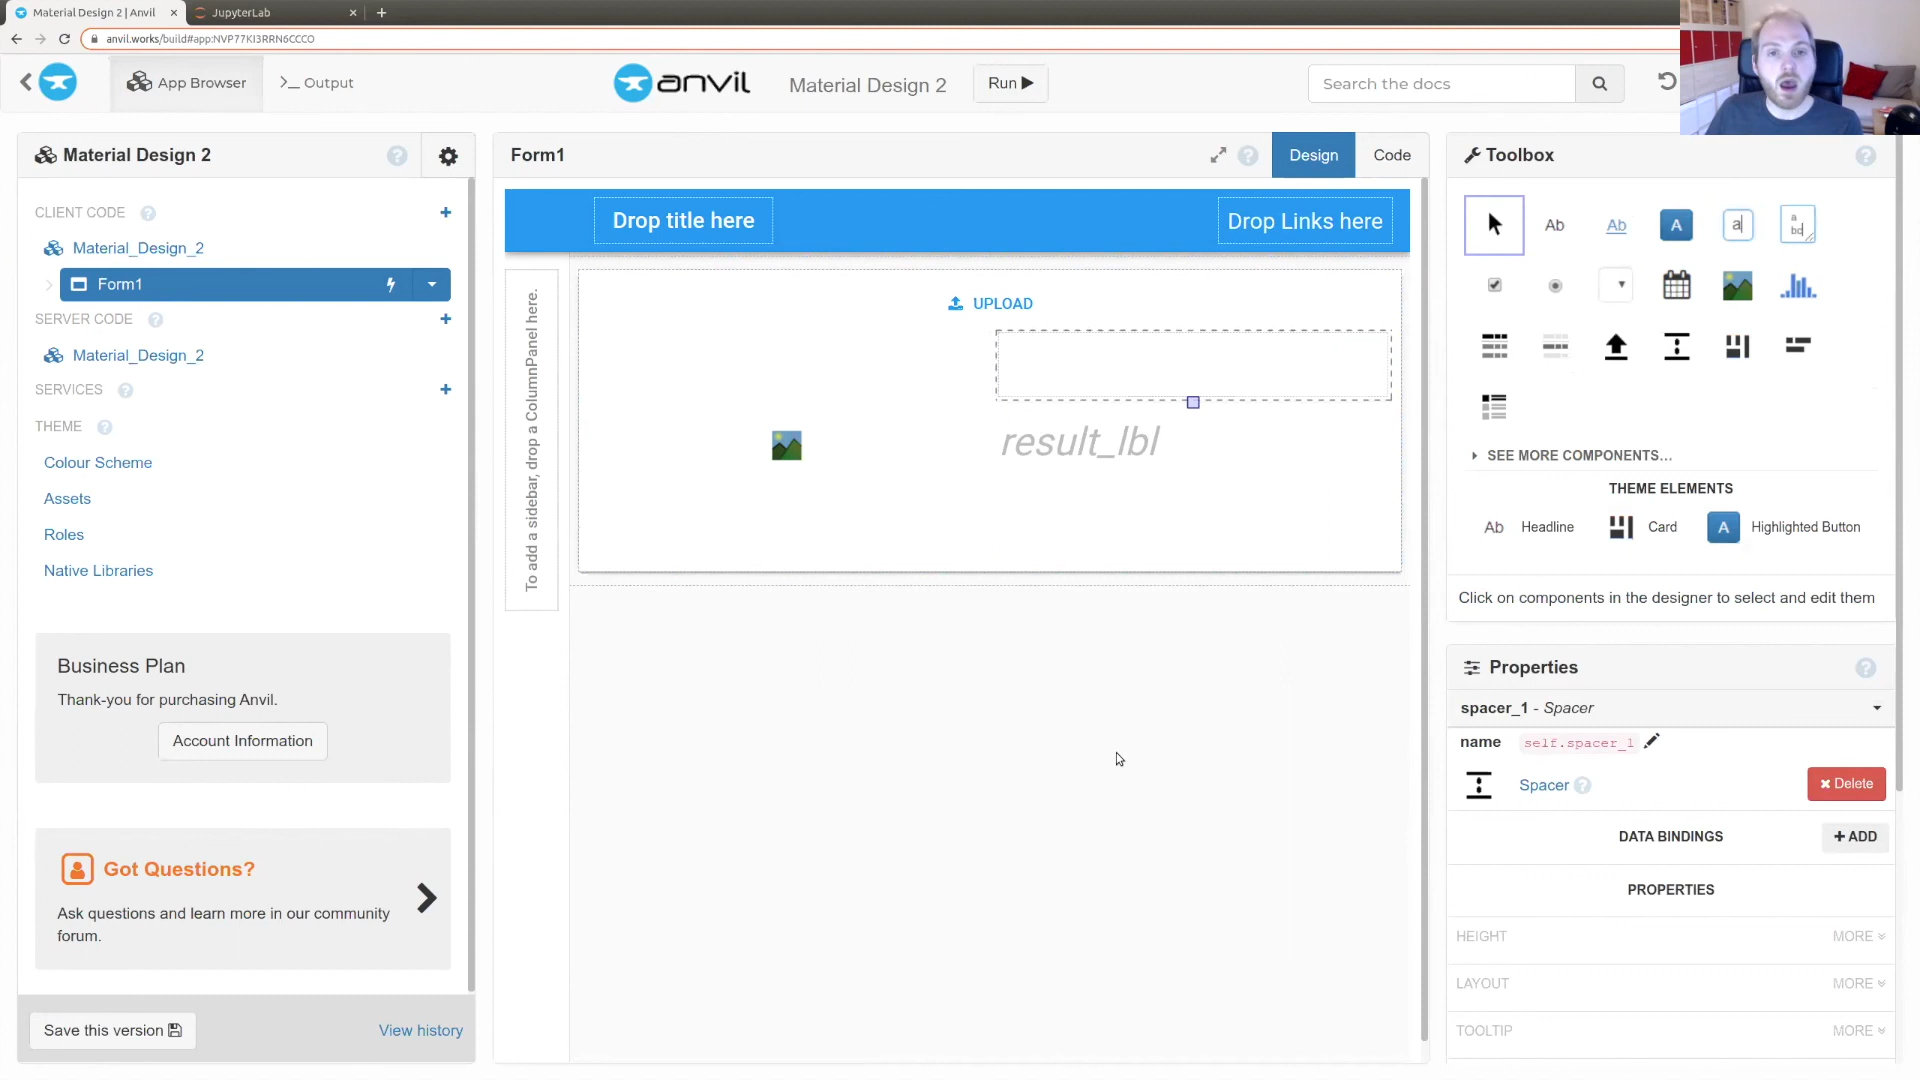 Material Design 2 | Anvil
JupyterLab
anvil.works/build#app:NVP77KI3RRN6CCCO
App Browser
>_ Output
anvil
Material Design 2
Run
Search the docs
Material Design 2
Form1
Design
Code
Toolbox
CLIENT CODE
Material_Design_2
Form1
SERVER CODE
Material_Design_2
SERVICES
THEME
Colour Scheme
Assets
Roles
Native Libraries
Business Plan
Thank-you for purchasing Anvil.
Account Information
Got Questions?
Ask questions and learn more in our community
forum.
Save this version
View history
Drop title here
Drop Links here
To add a sidebar, drop a ColumnPanel here.
UPLOAD
result_lbl
Ab
Ab
A
a
a
bc
SEE MORE COMPONENTS...
THEME ELEMENTS
Ab
Headline
Card
A
Highlighted Button
Click on components in the designer to select and edit them
Properties
spacer_1 - Spacer
name
self.spacer_1
Spacer
Delete
DATA BINDINGS
+ ADD
PROPERTIES
HEIGHT
MORE
LAYOUT
MORE
TOOLTIP
MORE